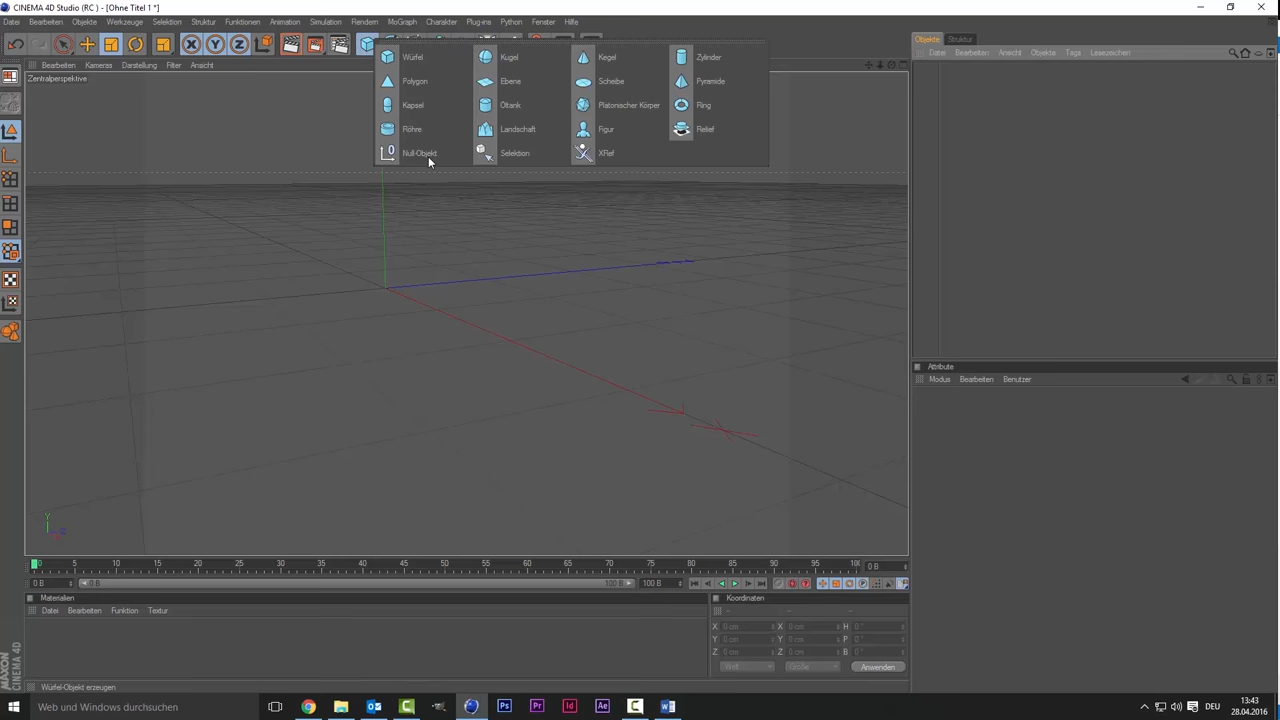 CINEMA 4D Studio (RC ) - [Ohne Titel 1 *]
Datei Bearbeiten Objekte Werkzeuge Selektion Struktur Funktionen Animation Simulation Rendern MoGraph Charakter Plug-ins Python Fenster Hilfe
X Y Z
Objekte Struktur
Datei Bearbeiten Ansicht Objekte Tags Lesezeichen
Würfel Kugel Kegel Zylinder
Polygon Ebene Scheibe Pyramide
Kapsel Öltank Platonischer Körper Ring
Röhre Landschaft Figur Relief
0 Null-Objekt Selektion XRef
Bearbeiten Kameras Darstellung Filter Ansicht
Zentralperspektive
Attribute
Modus Bearbeiten Benutzer
Y
0 5 10 15 20 25 30 35 40 45 50 55 60 65 70 75 80 85 90 95 100 0 B
0 B 0 B 100 B 100 B
Materialien
Datei Bearbeiten Funktion Textur
Koordinaten
-- -- --
X 0 cm X 0 cm H 0 °
Y 0 cm Y 0 cm P 0 °
Z 0 cm Z 0 cm B 0 °
Welt Größe Anwenden
MAXON
CINEMA 4D
Würfel-Objekt erzeugen
Web und Windows durchsuchen
Ps Pr Id Ae
DEU
13:43
28.04.2016